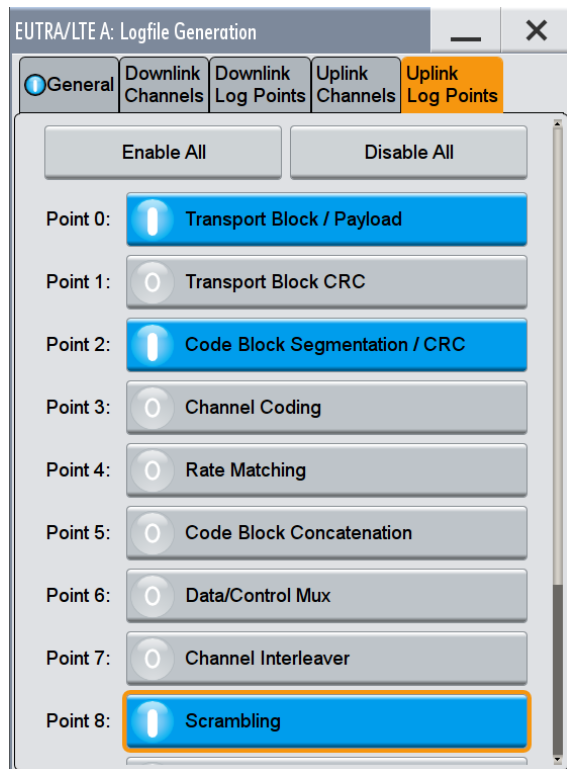 EUTRA/LTE A: Logfile Generation
General
Downlink Channels
Downlink Log Points
Uplink Channels
Uplink Log Points
Enable All
Disable All
Point 0: Transport Block / Payload
Point 1: Transport Block CRC
Point 2: Code Block Segmentation / CRC
Point 3: Channel Coding
Point 4: Rate Matching
Point 5: Code Block Concatenation
Point 6: Data/Control Mux
Point 7: Channel Interleaver
Point 8: Scrambling